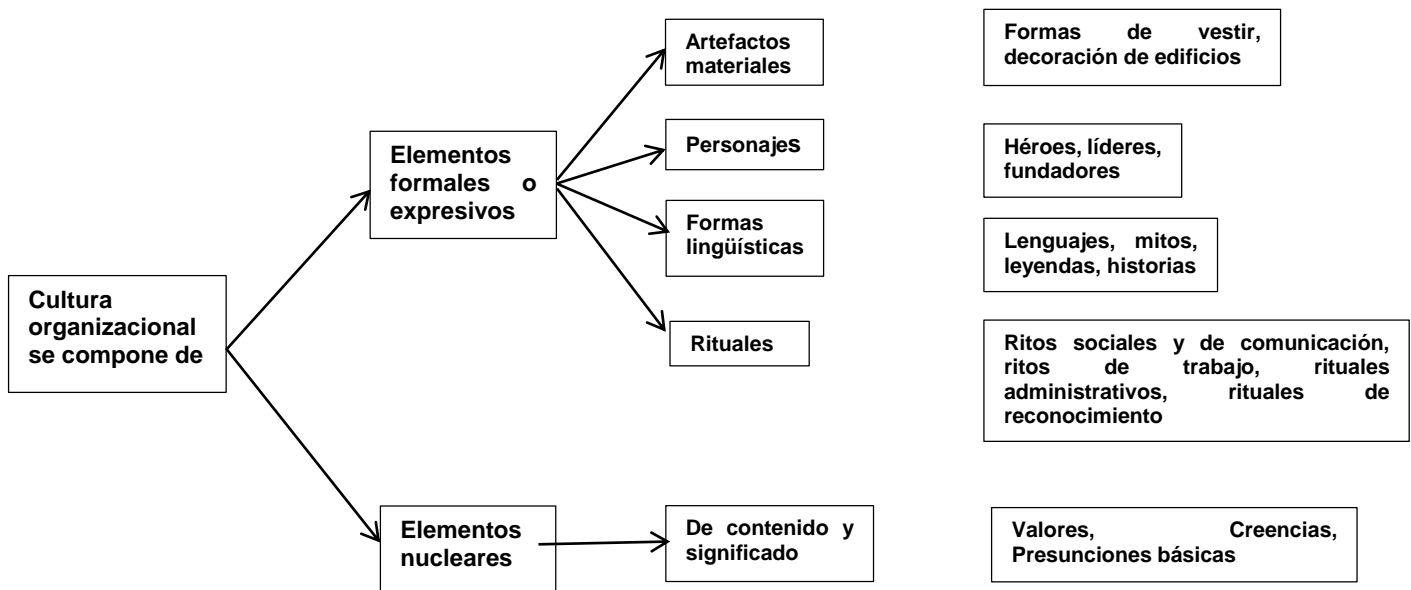 Artefactos
materiales
Formas de vestir,
decoración de edificios
Personajes
Héroes, líderes,
fundadores
Elementos
formales o
expresivos
Formas
lingüísticas
Lenguajes, mitos,
leyendas, historias
Cultura
organizacional
se compone de
Rituales
Ritos sociales y de comunicación,
ritos de trabajo, rituales
administrativos, rituales de
reconocimiento
Elementos
nucleares
De contenido y
significado
Valores, Creencias,
Presunciones básicas